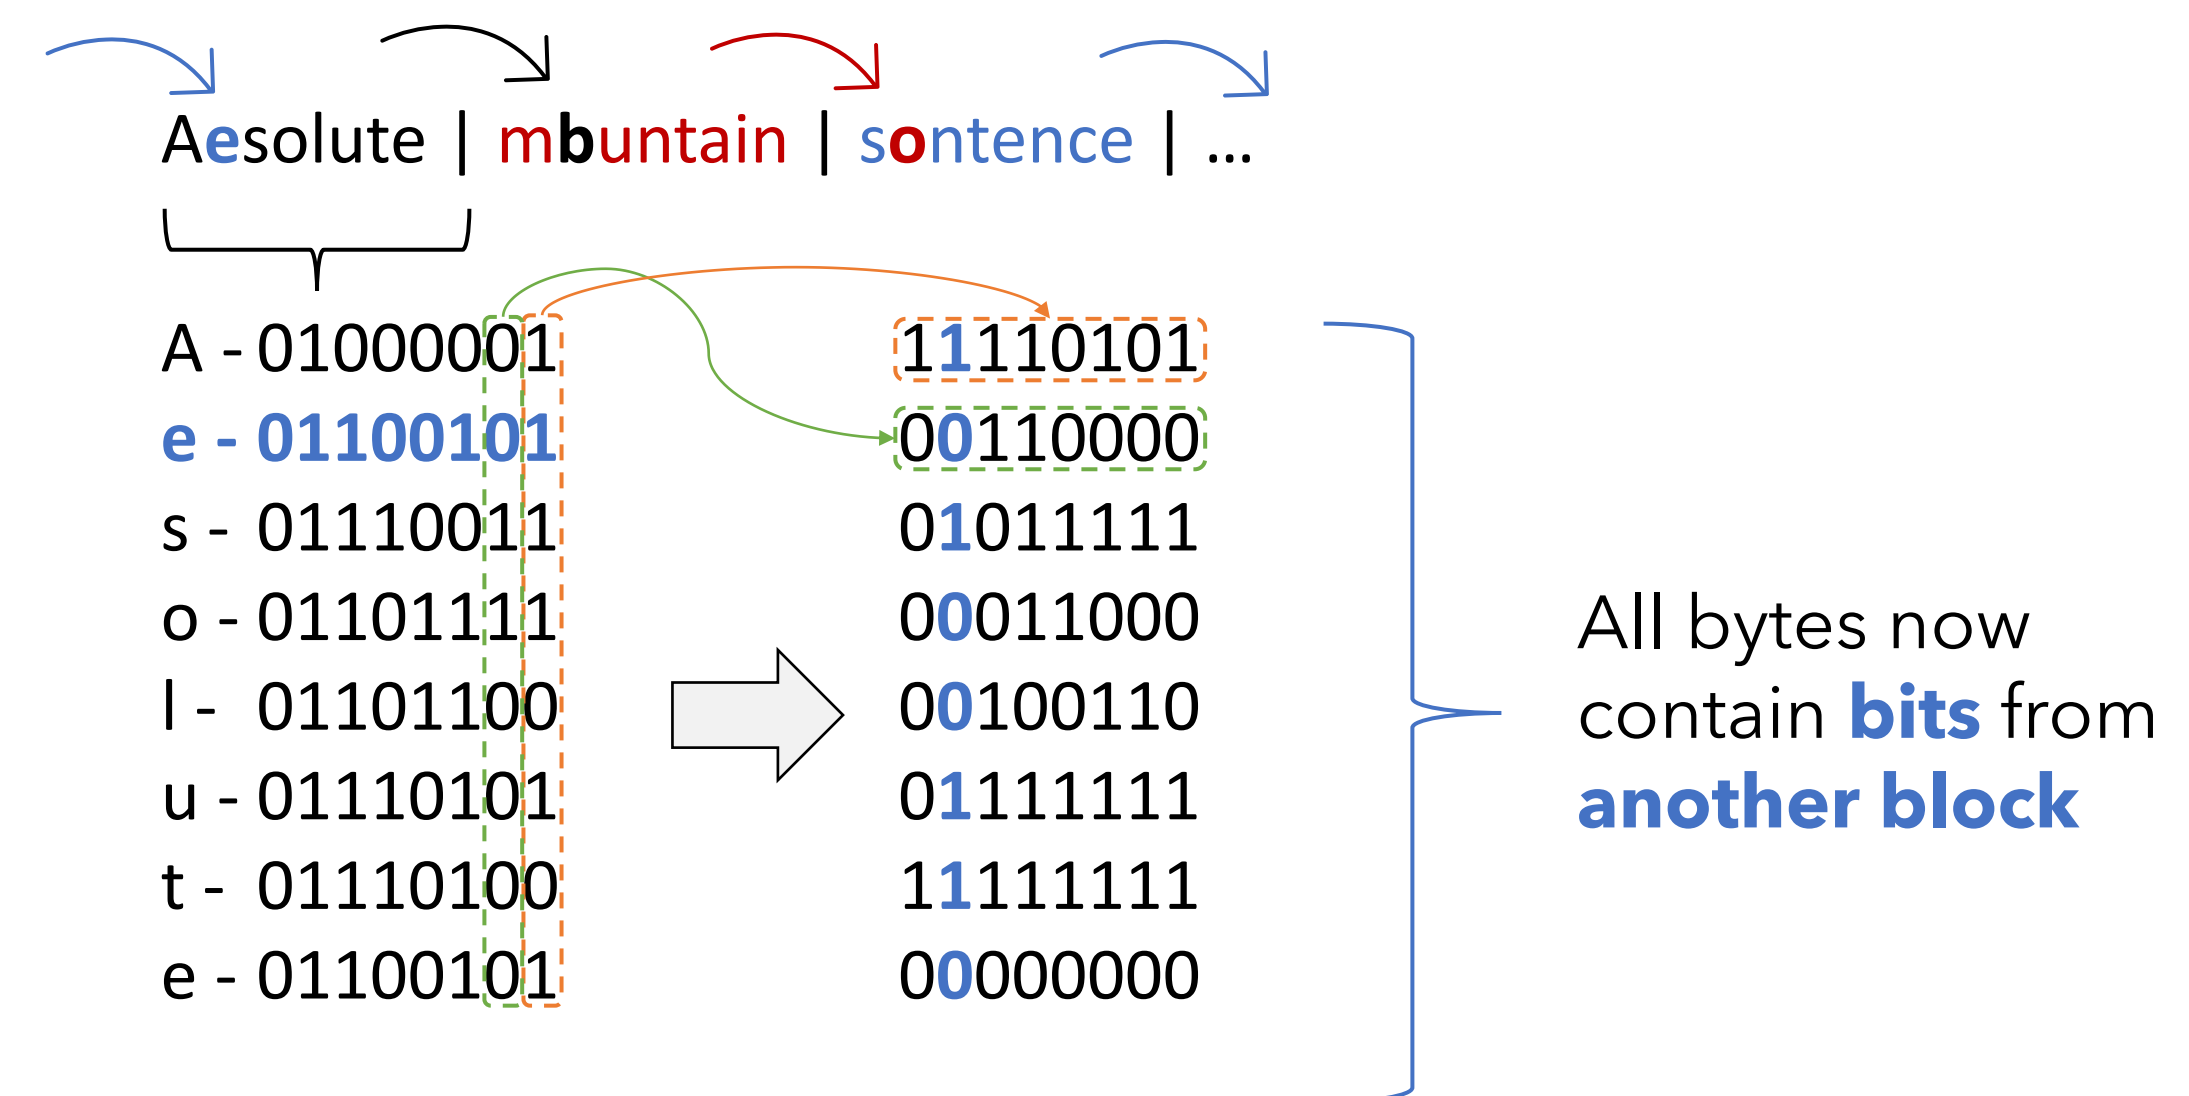 Aesolute | mbuntain | sontence | ...
A - 01000001 11110101
e - 01100101 00110000
s - 01110011 01011111
o - 01101111 00011000
l - 01101100 00100110
u - 01110101 01111111
t - 01110100 11111111
e - 01100101 00000000
All bytes now
contain bits from
another block